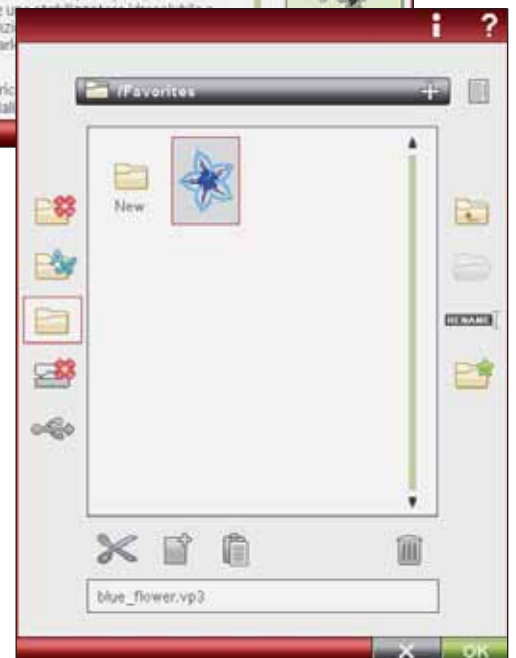 i ?
/Favorites
New
RENAME
blue_flower.vp3
X OK